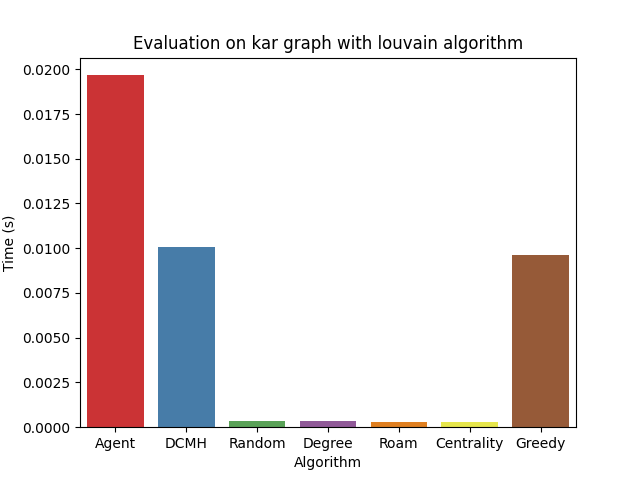 Evaluation on kar graph with louvain algorithm
0.0200
0.0175
0.0150
0.0125
0.0100
0.0075
0.0050
0.0025
0.0000
Time (s)
Agent DCMH Random Degree Roam Centrality Greedy
Algorithm